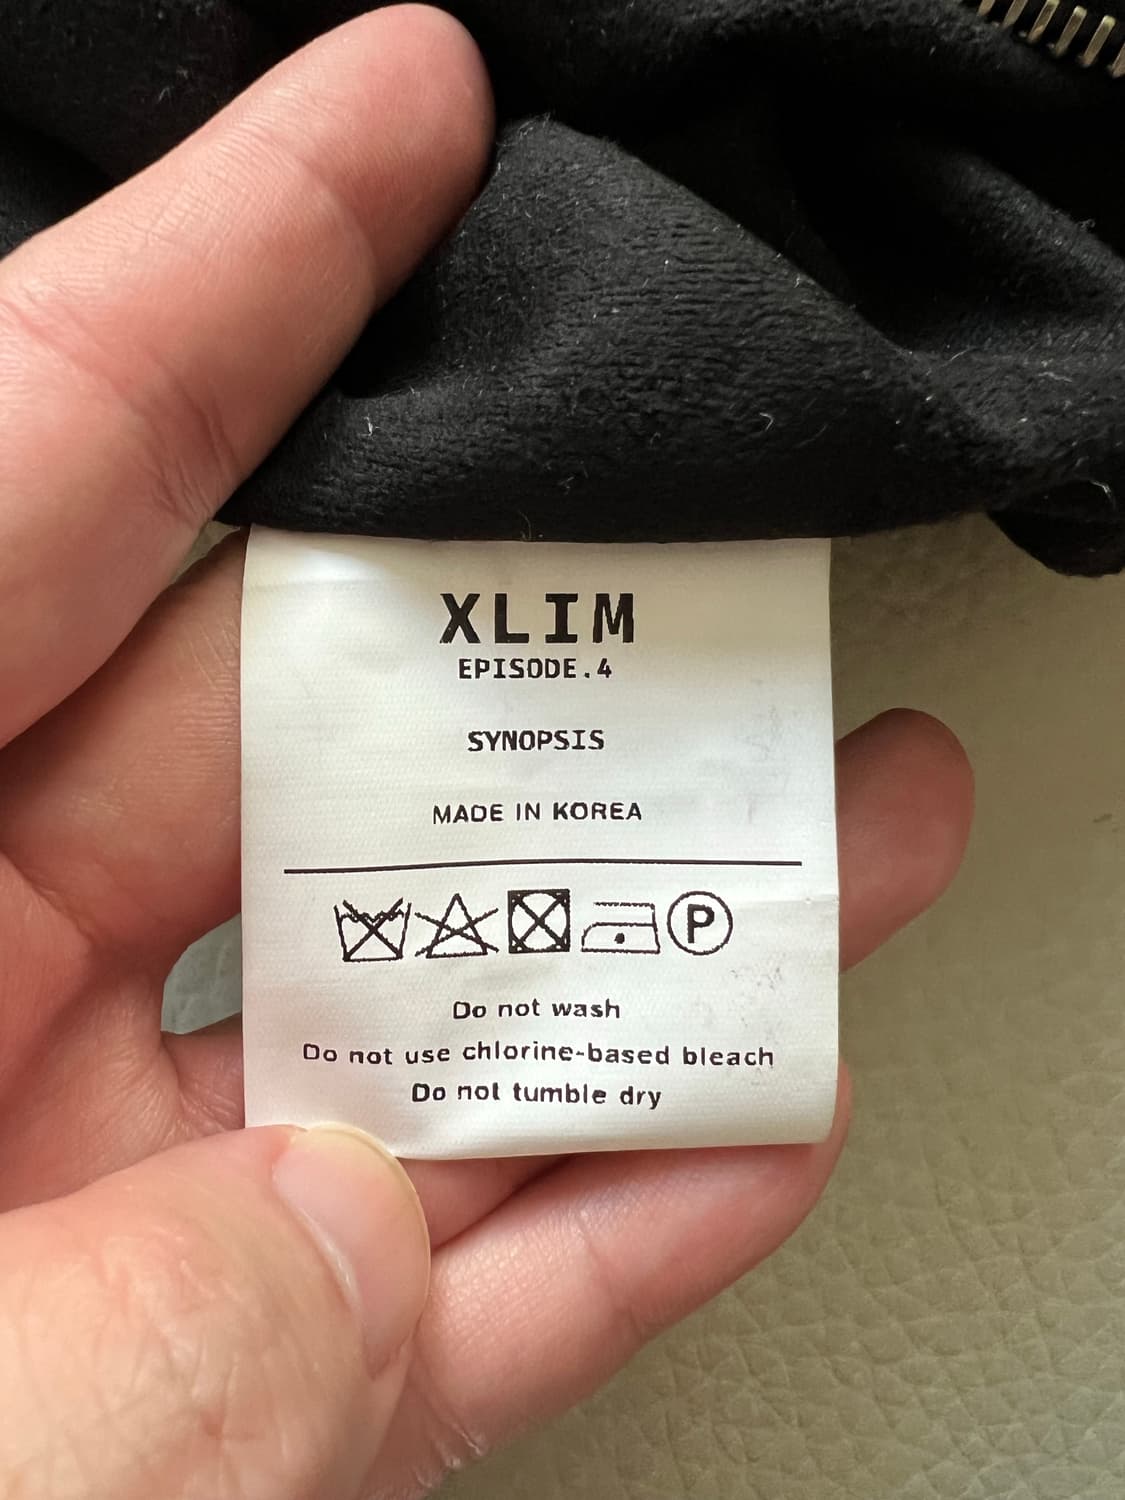 XLIM
EPISODE.4
SYNOPSIS
MADE IN KOREA
P
Do not wash
Do not use chlorine-based bleach
Do not tumble dry